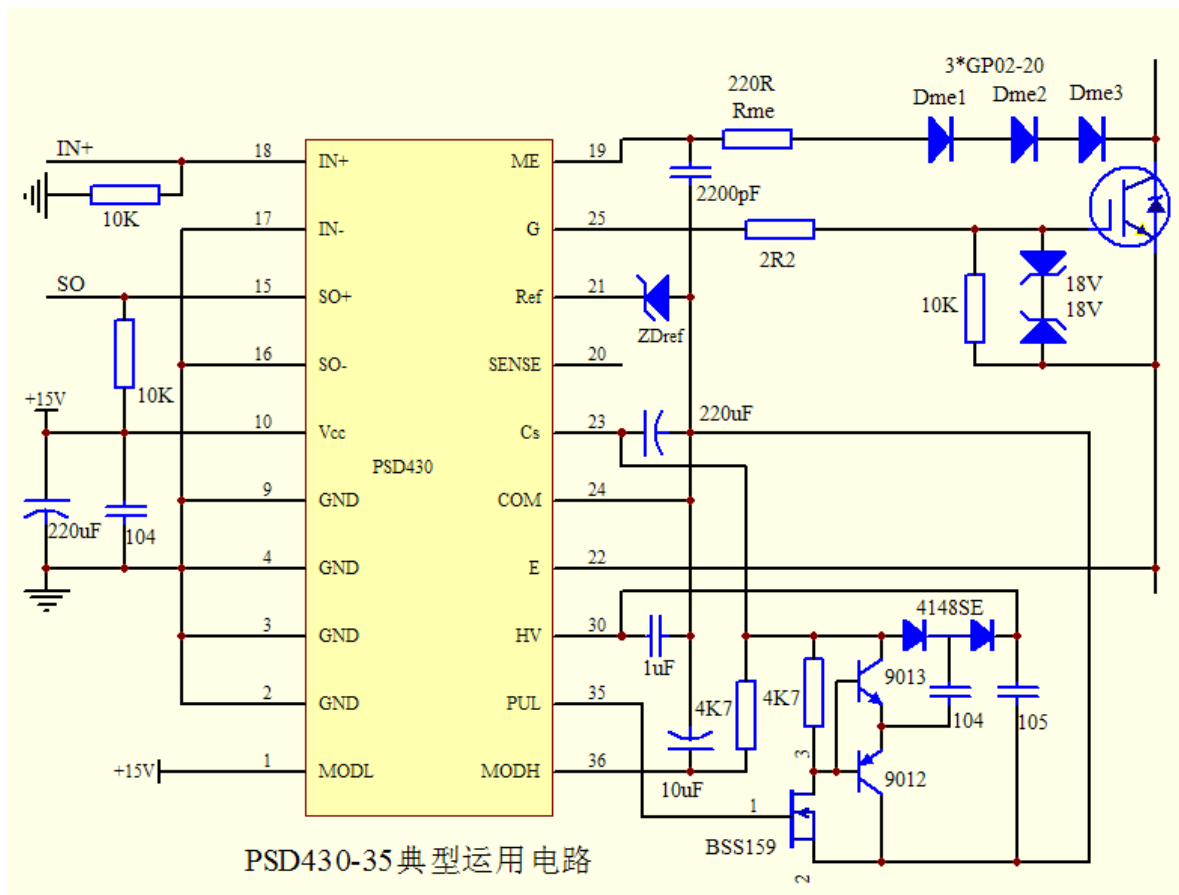 3*GP02-20
220R
Rme
Dme1
Dme2
Dme3
IN+
18
IN+
ME
19
10K
2200pF
17
IN-
G
25
2R2
SO
15
SO+
Ref
21
ZDref
10K
18V
18V
16
SO-
SENSE
20
10K
+15V
10
Vcc
Cs
23
220uF
PSD430
9
GND
COM
24
220uF
104
4
GND
E
22
4148SE
3
GND
HV
30
1uF
9013
2
GND
PUL
35
4K7
4K7
104
105
3
+15V
1
MODL
MODH
36
10uF
9012
1
BSS159
2
PSD430-35典型运用电路